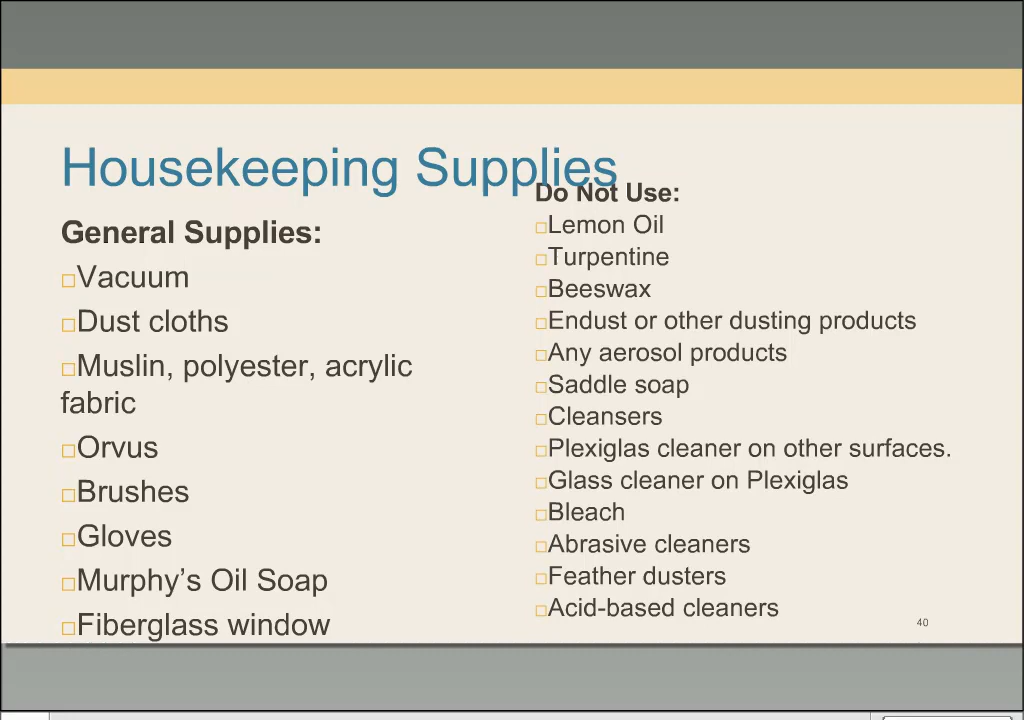 Housekeeping Supplies
General Supplies:
□Vacuum
□Dust cloths
□Muslin, polyester, acrylic
fabric
□Orvus
□Brushes
□Gloves
□Murphy’s Oil Soap
□Fiberglass window
Do Not Use:
□Lemon Oil
□Turpentine
□Beeswax
□Endust or other dusting products
□Any aerosol products
□Saddle soap
□Cleansers
□Plexiglas cleaner on other surfaces.
□Glass cleaner on Plexiglas
□Bleach
□Abrasive cleaners
□Feather dusters
□Acid-based cleaners
40